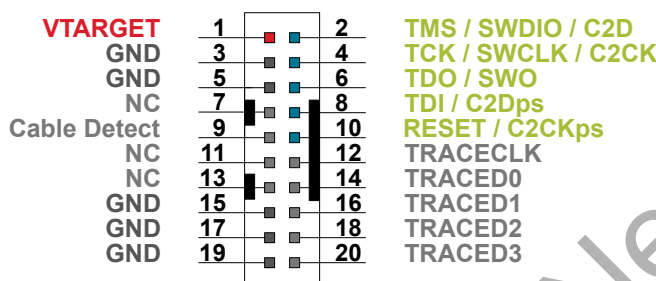 VTARGET 1 2 TMS / SWDIO / C2D
GND 3 4 TCK / SWCLK / C2CK
GND 5 6 TDO / SWO
NC 7 8 TDI / C2Dps
Cable Detect 9 10 RESET / C2CKps
NC 11 12 TRACECLK
NC 13 14 TRACED0
GND 15 16 TRACED1
GND 17 18 TRACED2
GND 19 20 TRACED3